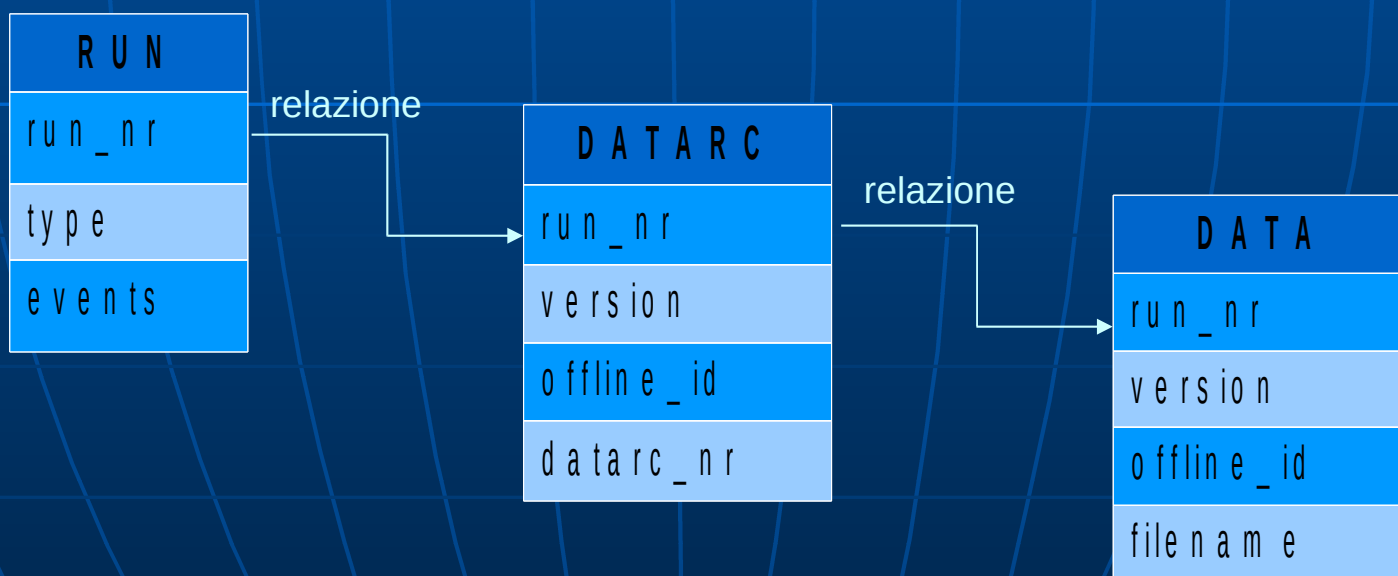 RUN
run_nr
type
events
relazione
DATARC
run_nr
version
offline_id
datarc_nr
relazione
DATA
run_nr
version
offline_id
filename